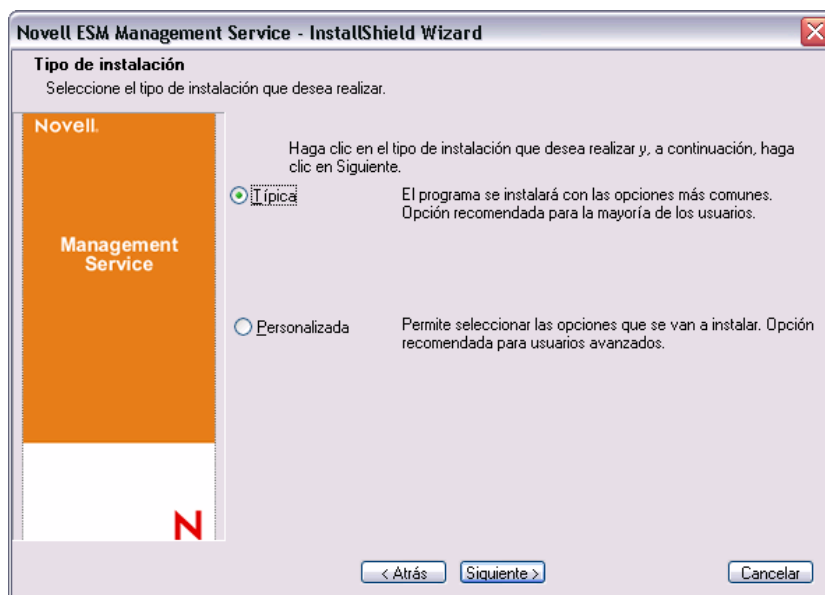 Novell ESM Management Service - InstallShield Wizard
Tipo de instalación
Seleccione el tipo de instalación que desea realizar.
Novell.
Management
Service
N
Haga clic en el tipo de instalación que desea realizar y, a continuación, haga
clic en Siguiente.
Típica
El programa se instalará con las opciones más comunes.
Opción recomendada para la mayoría de los usuarios.
Personalizada
Permite seleccionar las opciones que se van a instalar. Opción
recomendada para usuarios avanzados.
< Atrás
Siguiente >
Cancelar